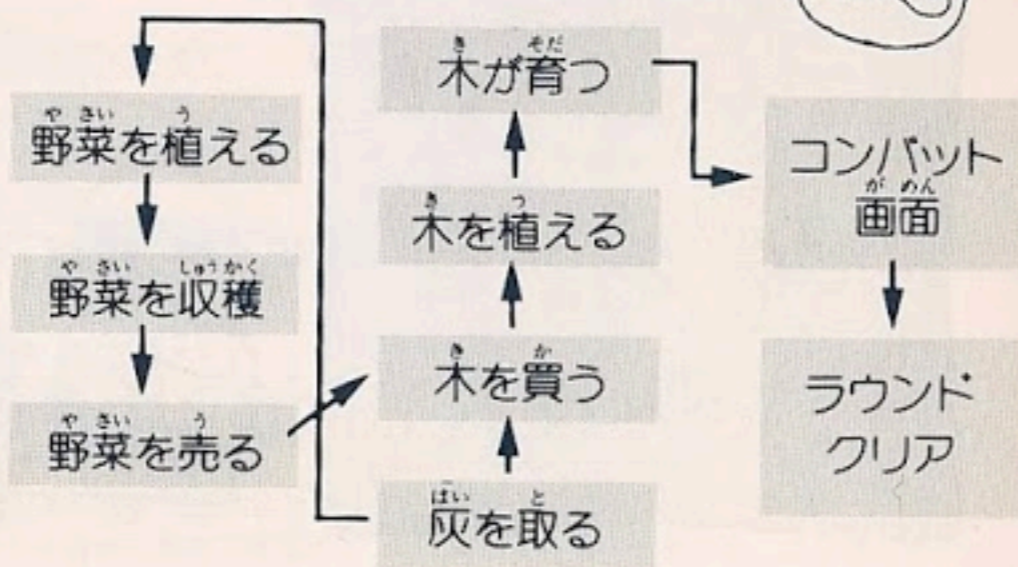 野菜を植える
野菜を収穫
野菜を売る
灰を取る
木を買う
木を植える
木が育つ
コンバット
画面
ラウンド
クリア